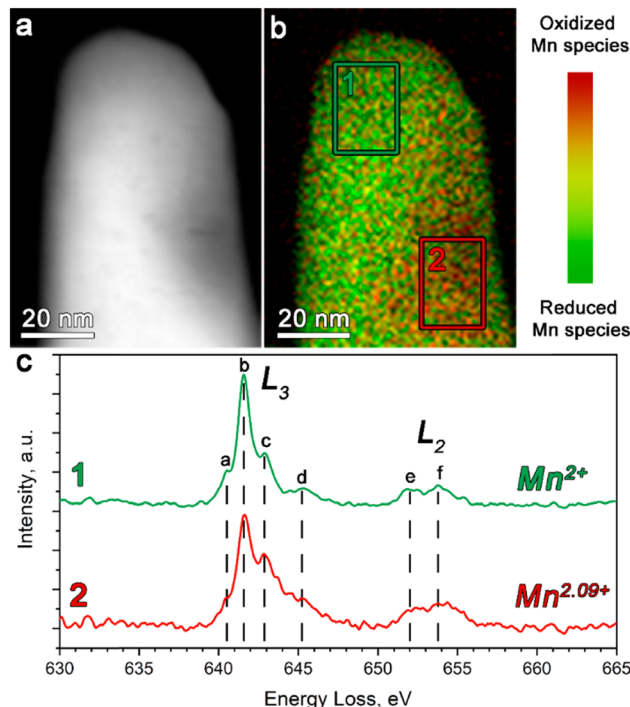 a
20 nm
b
1
2
20 nm
Oxidized
Mn species
Reduced
Mn species
c
Intensity, a.u.
L3
L2
a
b
c
d
e
f
1
Mn2+
2
Mn2.09+
630 635 640 645 650 655 660 665
Energy Loss, eV